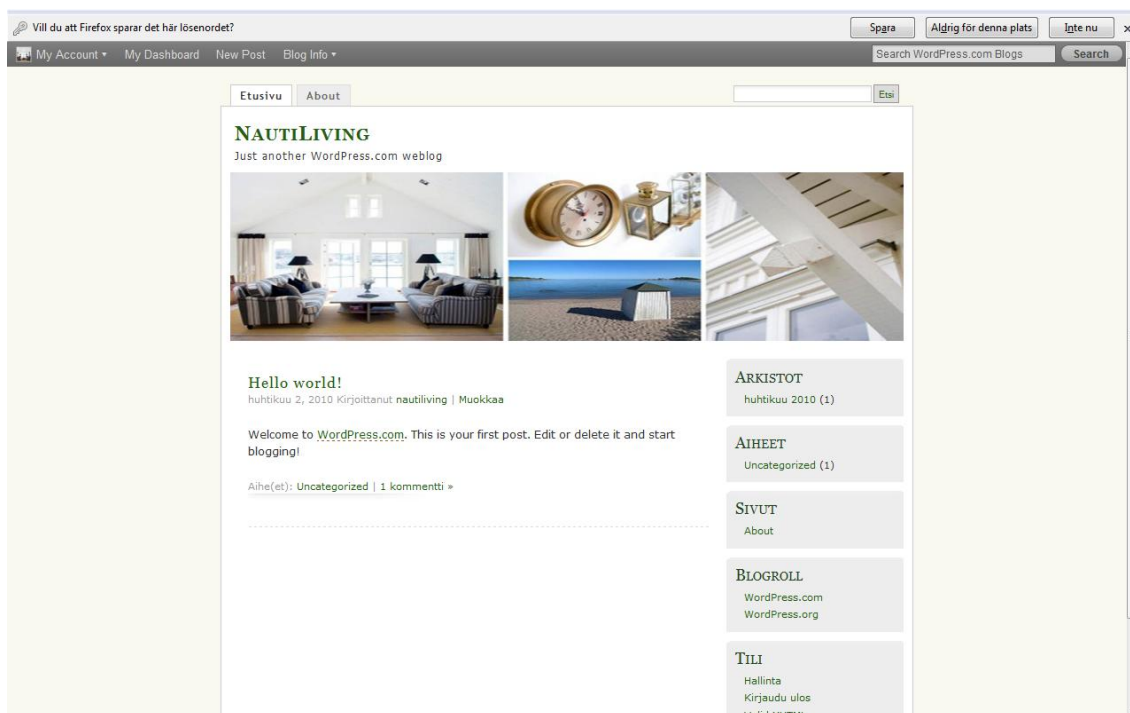 Vill du att Firefox sparar det här lösenordet?
Spara
Aldrig för denna plats
Inte nu
x
My Account
My Dashboard
New Post
Blog Info
Search WordPress.com Blogs
Search
Etusivu
About
Etsi
NautiLiving
Just another WordPress.com weblog
Hello world!
huhtikuu 2, 2010 Kirjoittanut nautiliving | Muokkaa
Welcome to WordPress.com. This is your first post. Edit or delete it and start
blogging!
Aihe(et): Uncategorized | 1 kommentti »
Arkistot
huhtikuu 2010 (1)
Aiheet
Uncategorized (1)
Sivut
About
Blogroll
WordPress.com
WordPress.org
Tili
Hallinta
Kirjaudu ulos